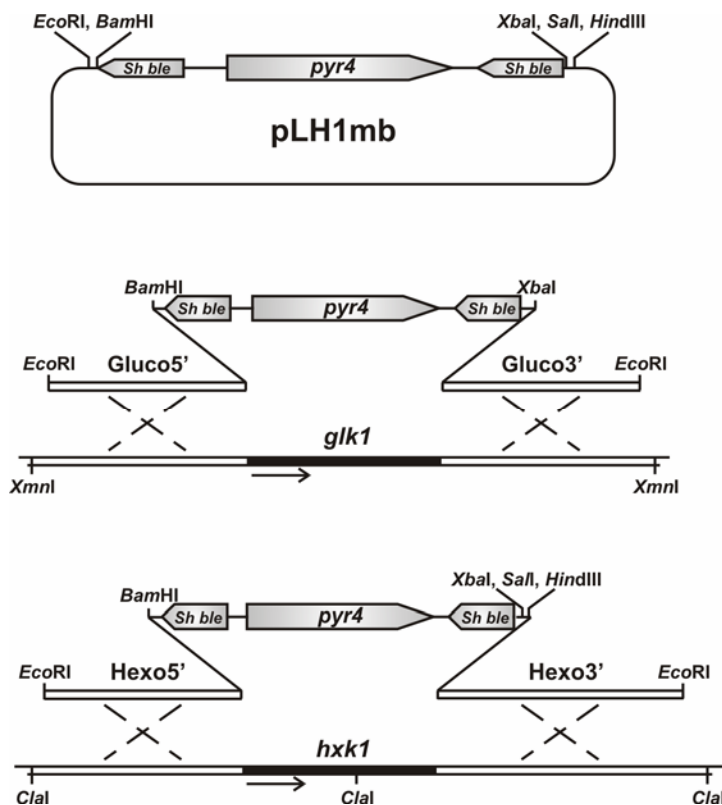 EcoRI, BamHI XbaI, SalI, HindIII
Sh ble pyr4 Sh ble
pLH1mb
BamHI XbaI
Sh ble pyr4 Sh ble
EcoRI Gluco5’ Gluco3’ EcoRI
glk1
XmnI XmnI
XbaI, SalI, HindIII
BamHI
Sh ble pyr4 Sh ble
EcoRI Hexo5’ Hexo3’ EcoRI
hxk1
ClaI ClaI ClaI